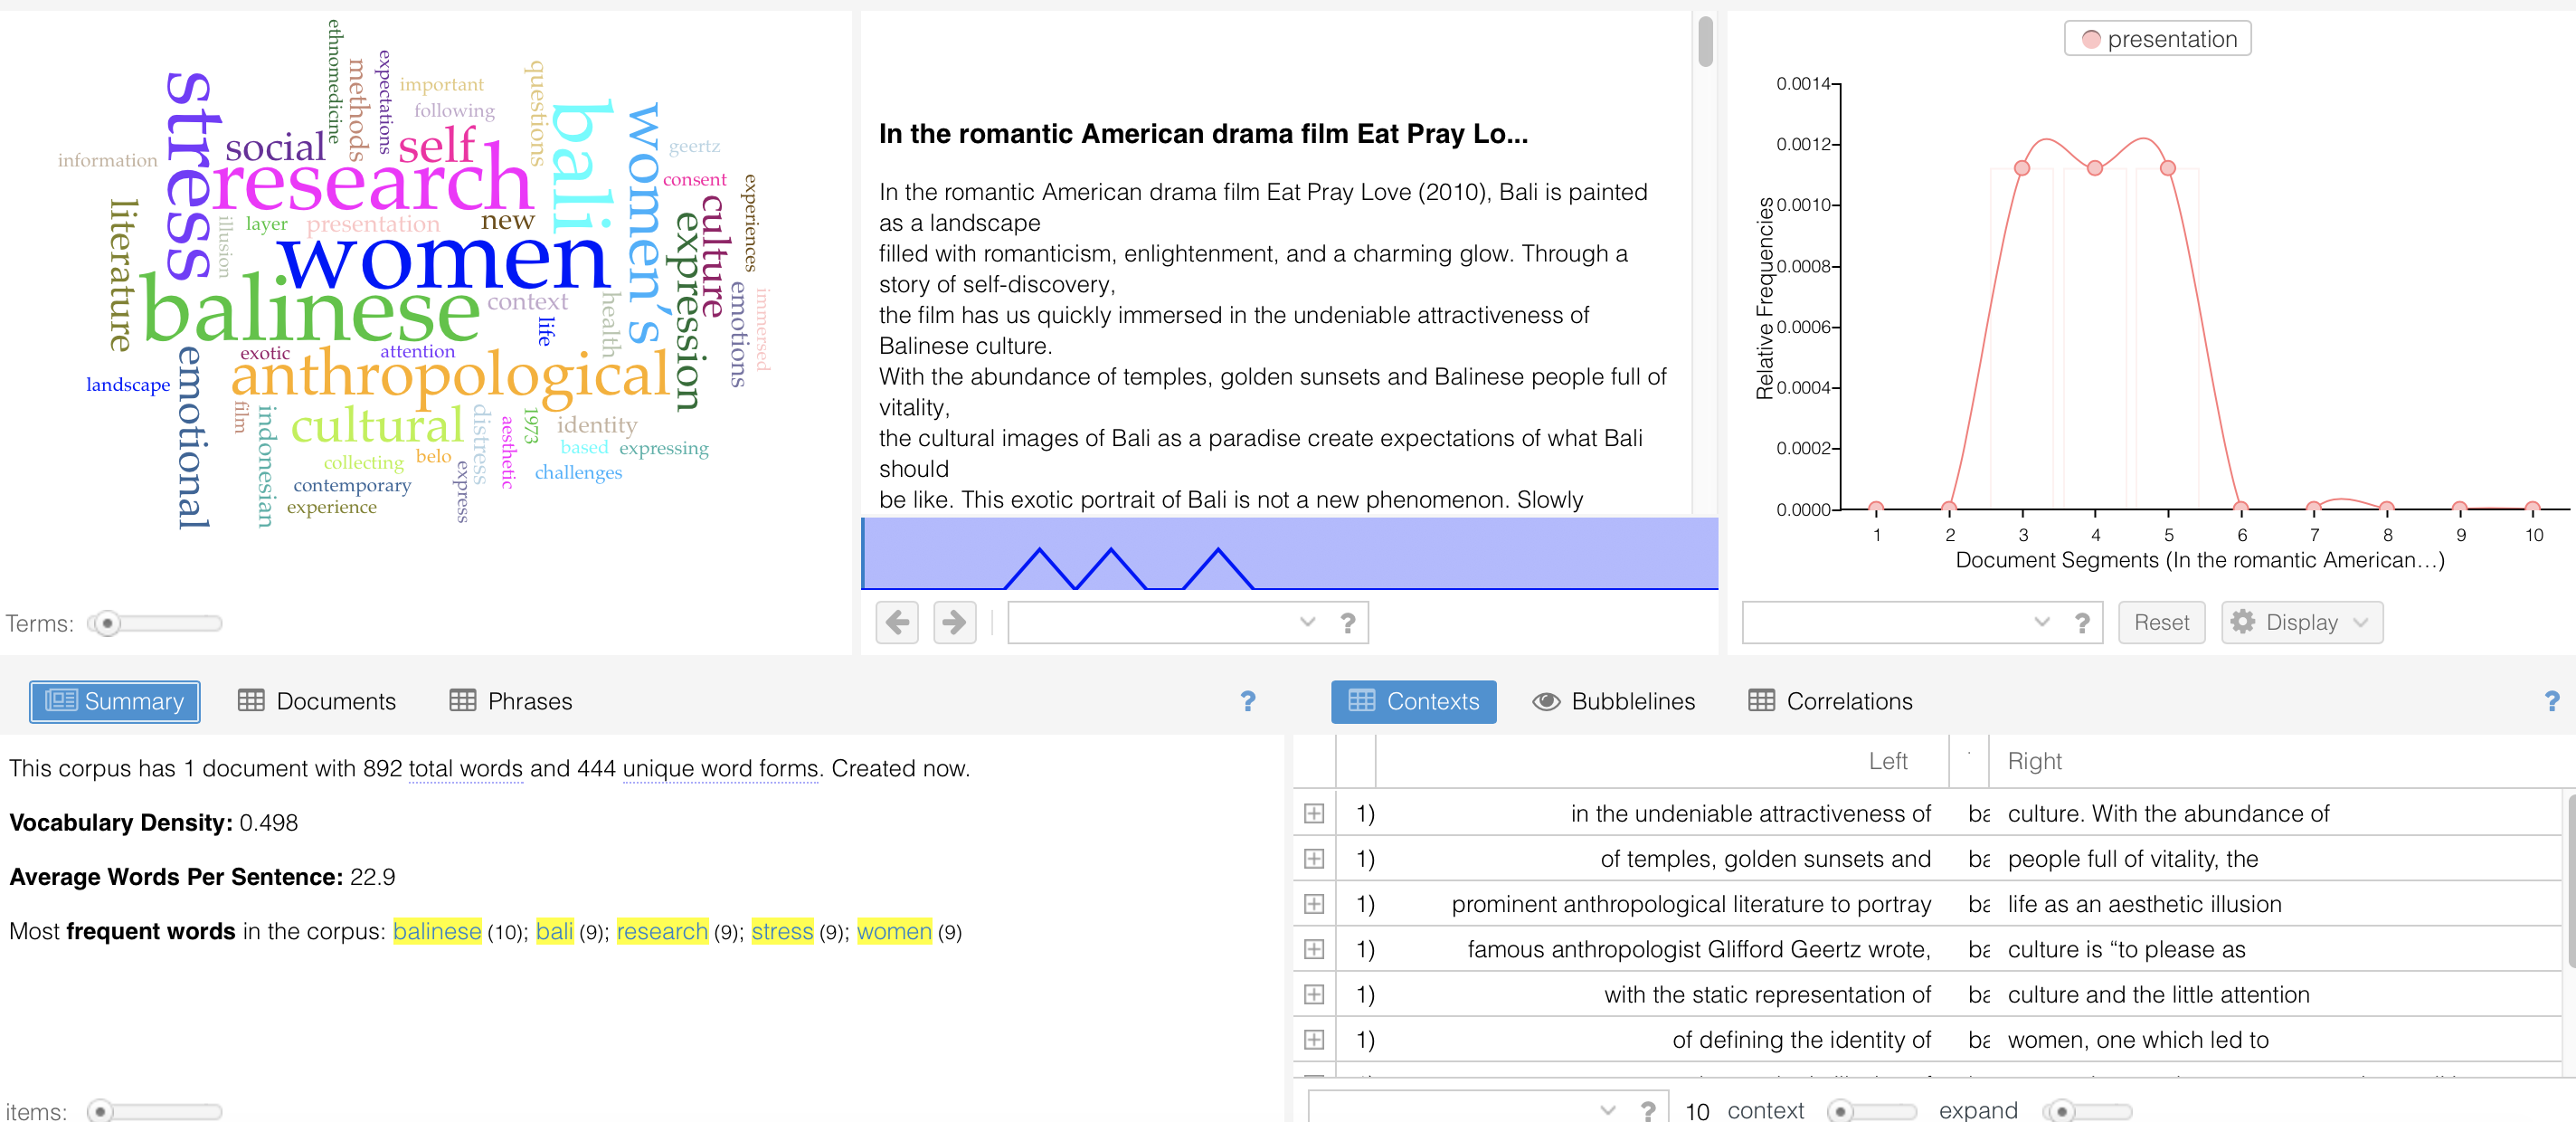 ethnomedicine
methods
expectations
important
following
questions
stress
social
self
bali
women's
geertz
information
research
consent
experiences
literature
illusion
layer
presentation
new
culture
expression
women
balinese
context
life
health
emotions
immersed
exotic
attention
landscape
emotional
anthropological
film
indonesian
cultural
distress
aesthetic
1973
identity
based
expressing
collecting
belo
express
challenges
contemporary
experience
Terms:
In the romantic American drama film Eat Pray Lo...
In the romantic American drama film Eat Pray Love (2010), Bali is painted
as a landscape
filled with romanticism, enlightenment, and a charming glow. Through a
story of self-discovery,
the film has us quickly immersed in the undeniable attractiveness of
Balinese culture.
With the abundance of temples, golden sunsets and Balinese people full of
vitality,
the cultural images of Bali as a paradise create expectations of what Bali
should
be like. This exotic portrait of Bali is not a new phenomenon. Slowly
?
presentation
Relative Frequencies
0.0014
0.0012
0.0010
0.0008
0.0006
0.0004
0.0002
0.0000
1 2 3 4 5 6 7 8 9 10
Document Segments (In the romantic American...)
? Reset Display
Summary Documents Phrases ?
This corpus has 1 document with 892 total words and 444 unique word forms. Created now.
Vocabulary Density: 0.498
Average Words Per Sentence: 22.9
Most frequent words in the corpus: balinese (10); bali (9); research (9); stress (9); women (9)
items:
Contexts Bubblelines Correlations ?
Left Right
1) in the undeniable attractiveness of ba culture. With the abundance of
1) of temples, golden sunsets and ba people full of vitality, the
1) prominent anthropological literature to portray ba life as an aesthetic illusion
1) famous anthropologist Glifford Geertz wrote, ba culture is “to please as
1) with the static representation of ba culture and the little attention
1) of defining the identity of ba women, one which led to
? 10 context expand